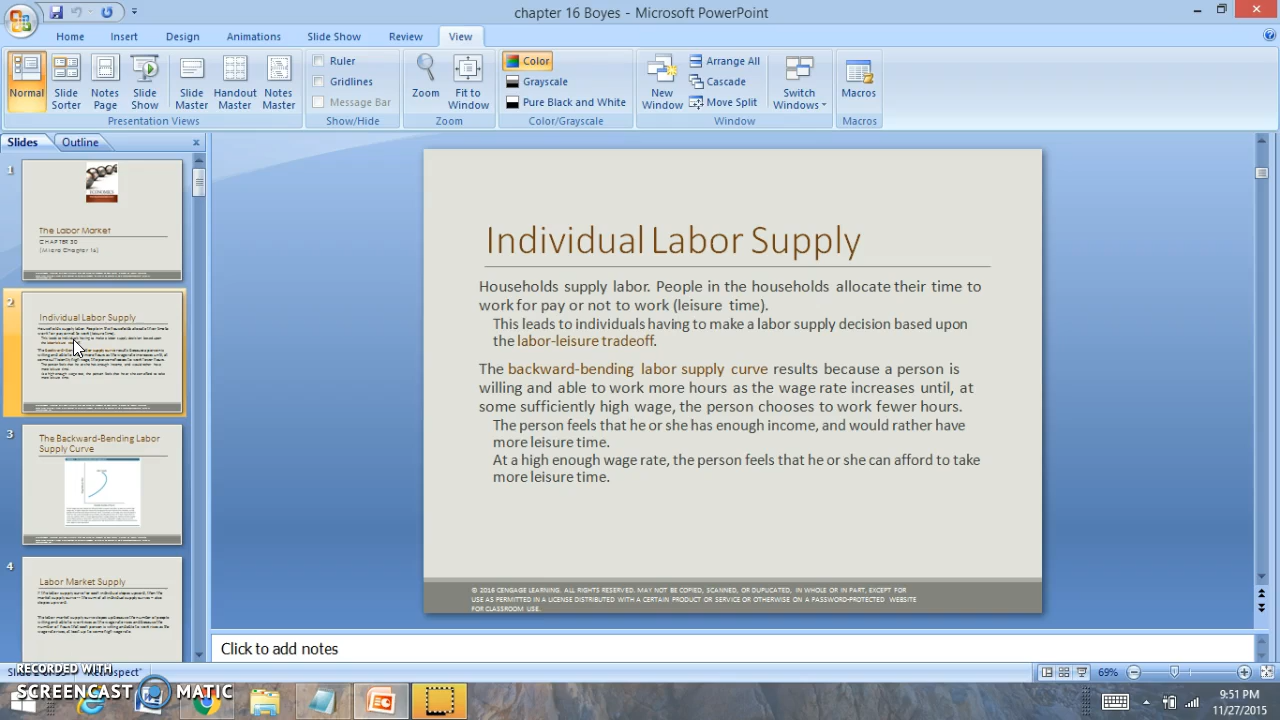 chapter 16 Boyes - Microsoft PowerPoint
Home Insert Design Animations Slide Show Review View
Normal Slide Sorter Notes Page Slide Show Slide Master Handout Master Notes Master
Ruler
Gridlines
Message Bar
Zoom Fit to Window
Color
Grayscale
Pure Black and White
New Window
Arrange All
Cascade
Move Split
Switch Windows
Macros
Presentation Views Show/Hide Zoom Color/Grayscale Window Macros
Slides Outline
1
The Labor Market
CHAPTER 30
(Micro Chapter 16)
2
Individual Labor Supply
3
The Backward-Bending Labor
Supply Curve
4
Labor Market Supply
Individual Labor Supply
Households supply labor. People in the households allocate their time to
work for pay or not to work (leisure time).
This leads to individuals having to make a labor supply decision based upon
the labor-leisure tradeoff.
The backward-bending labor supply curve results because a person is
willing and able to work more hours as the wage rate increases until, at
some sufficiently high wage, the person chooses to work fewer hours.
The person feels that he or she has enough income, and would rather have
more leisure time.
At a high enough wage rate, the person feels that he or she can afford to take
more leisure time.
© 2016 CENGAGE LEARNING. ALL RIGHTS RESERVED. MAY NOT BE COPIED, SCANNED, OR DUPLICATED, IN WHOLE OR IN PART, EXCEPT FOR
USE AS PERMITTED IN A LICENSE DISTRIBUTED WITH A CERTAIN PRODUCT OR SERVICE OR OTHERWISE ON A PASSWORD-PROTECTED WEBSITE
FOR CLASSROOM USE.
Click to add notes
69%
RECORDED WITH
SCREENCAST MATIC
9:51 PM
11/27/2015